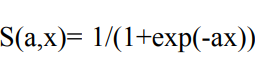 S(a,x)= 1/(1+exp(-ax))